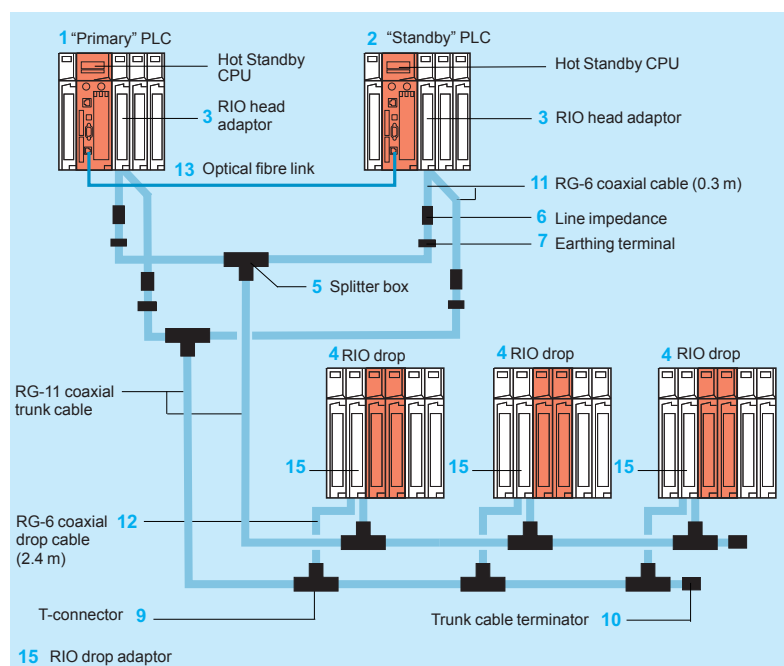 1 “Primary” PLC
2 “Standby” PLC
Hot Standby
CPU
Hot Standby CPU
3 RIO head
adaptor
3 RIO head adaptor
13 Optical fibre link
11 RG-6 coaxial cable (0.3 m)
6 Line impedance
7 Earthing terminal
5 Splitter box
4 RIO drop
4 RIO drop
4 RIO drop
RG-11 coaxial
trunk cable
15
15
15
RG-6 coaxial 12
drop cable
(2.4 m)
T-connector 9
Trunk cable terminator 10
15 RIO drop adaptor